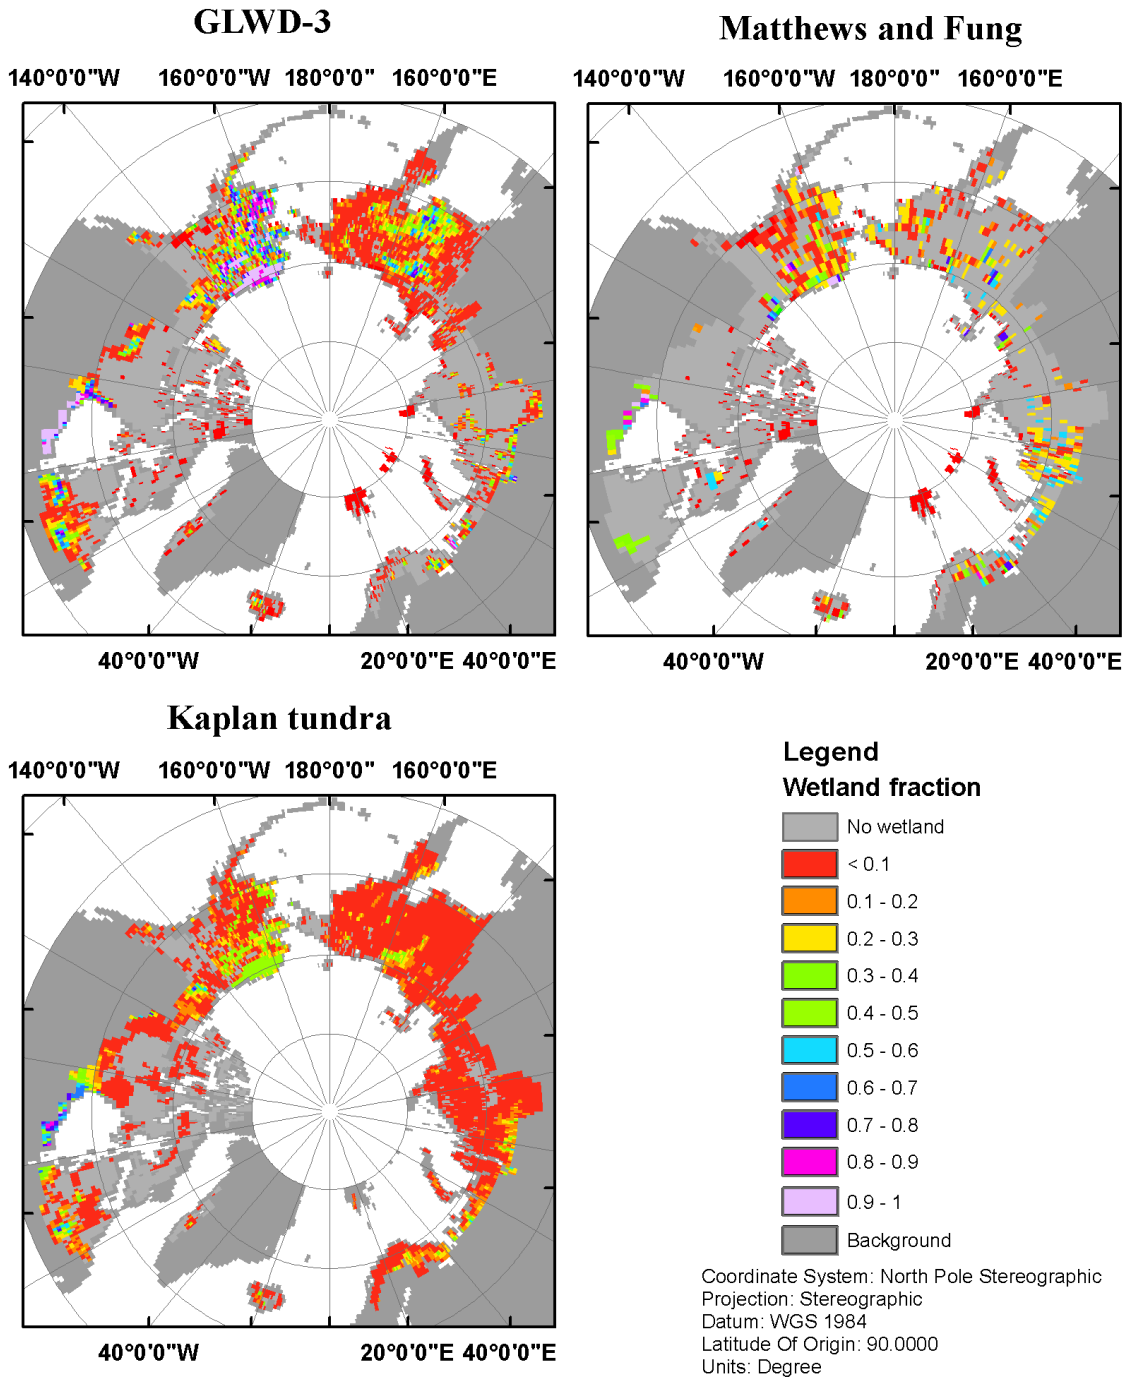 GLWD-3
Matthews and Fung
140°0'0"W 160°0'0"W 180°0'0" 160°0'0"E
140°0'0"W 160°0'0"W 180°0'0" 160°0'0"E
40°0'0"W 20°0'0"E 40°0'0"E
40°0'0"W 20°0'0"E 40°0'0"E
Kaplan tundra
140°0'0"W 160°0'0"W 180°0'0" 160°0'0"E
40°0'0"W 20°0'0"E 40°0'0"E
Legend
Wetland fraction
No wetland
< 0.1
0.1 - 0.2
0.2 - 0.3
0.3 - 0.4
0.4 - 0.5
0.5 - 0.6
0.6 - 0.7
0.7 - 0.8
0.8 - 0.9
0.9 - 1
Background
Coordinate System: North Pole Stereographic
Projection: Stereographic
Datum: WGS 1984
Latitude Of Origin: 90.0000
Units: Degree